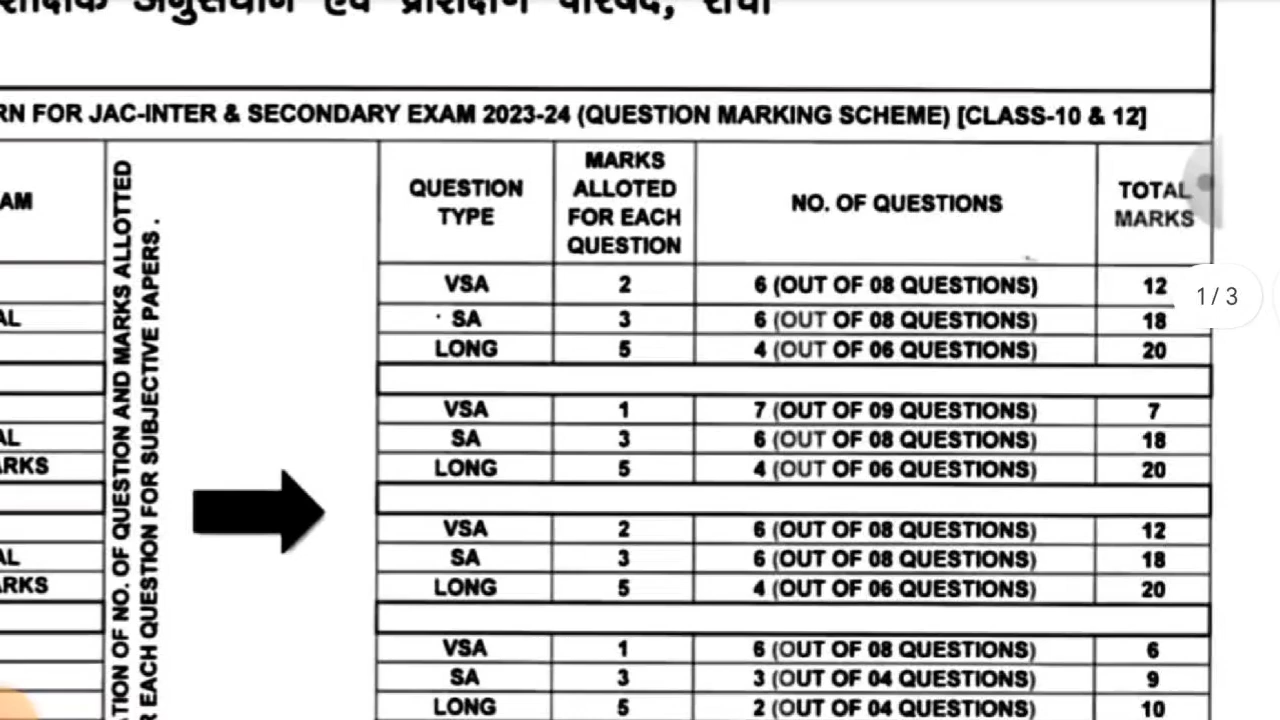 शैक्षिक अनुसंधान एवं प्रशिक्षण परिषद, राँची
RN FOR JAC-INTER & SECONDARY EXAM 2023-24 (QUESTION MARKING SCHEME) [CLASS-10 & 12]
AM
QUESTION TYPE
MARKS ALLOTED FOR EACH QUESTION
NO. OF QUESTIONS
TOTAL MARKS
VSA 2 6 (OUT OF 08 QUESTIONS) 12
AL SA 3 6 (OUT OF 08 QUESTIONS) 18
LONG 5 4 (OUT OF 06 QUESTIONS) 20
VSA 1 7 (OUT OF 09 QUESTIONS) 7
AL SA 3 6 (OUT OF 08 QUESTIONS) 18
ARKS LONG 5 4 (OUT OF 06 QUESTIONS) 20
VSA 2 6 (OUT OF 08 QUESTIONS) 12
AL SA 3 6 (OUT OF 08 QUESTIONS) 18
ARKS LONG 5 4 (OUT OF 06 QUESTIONS) 20
VSA 1 6 (OUT OF 08 QUESTIONS) 6
SA 3 3 (OUT OF 04 QUESTIONS) 9
LONG 5 2 (OUT OF 04 QUESTIONS) 10
TION OF NO. OF QUESTION AND MARKS ALLOTTED
R EACH QUESTION FOR SUBJECTIVE PAPERS .
1/3